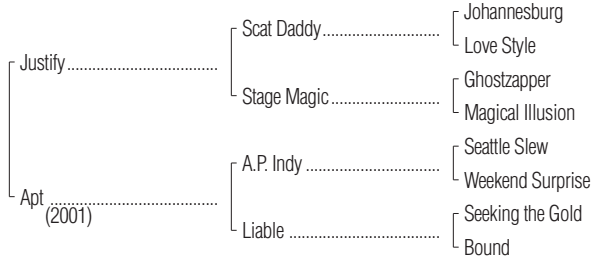 Johannesburg
Scat Daddy
Love Style
Justify
Ghostzapper
Stage Magic
Magical Illusion
Seattle Slew
A.P. Indy
Weekend Surprise
Apt
(2001)
Seeking the Gold
Liable
Bound